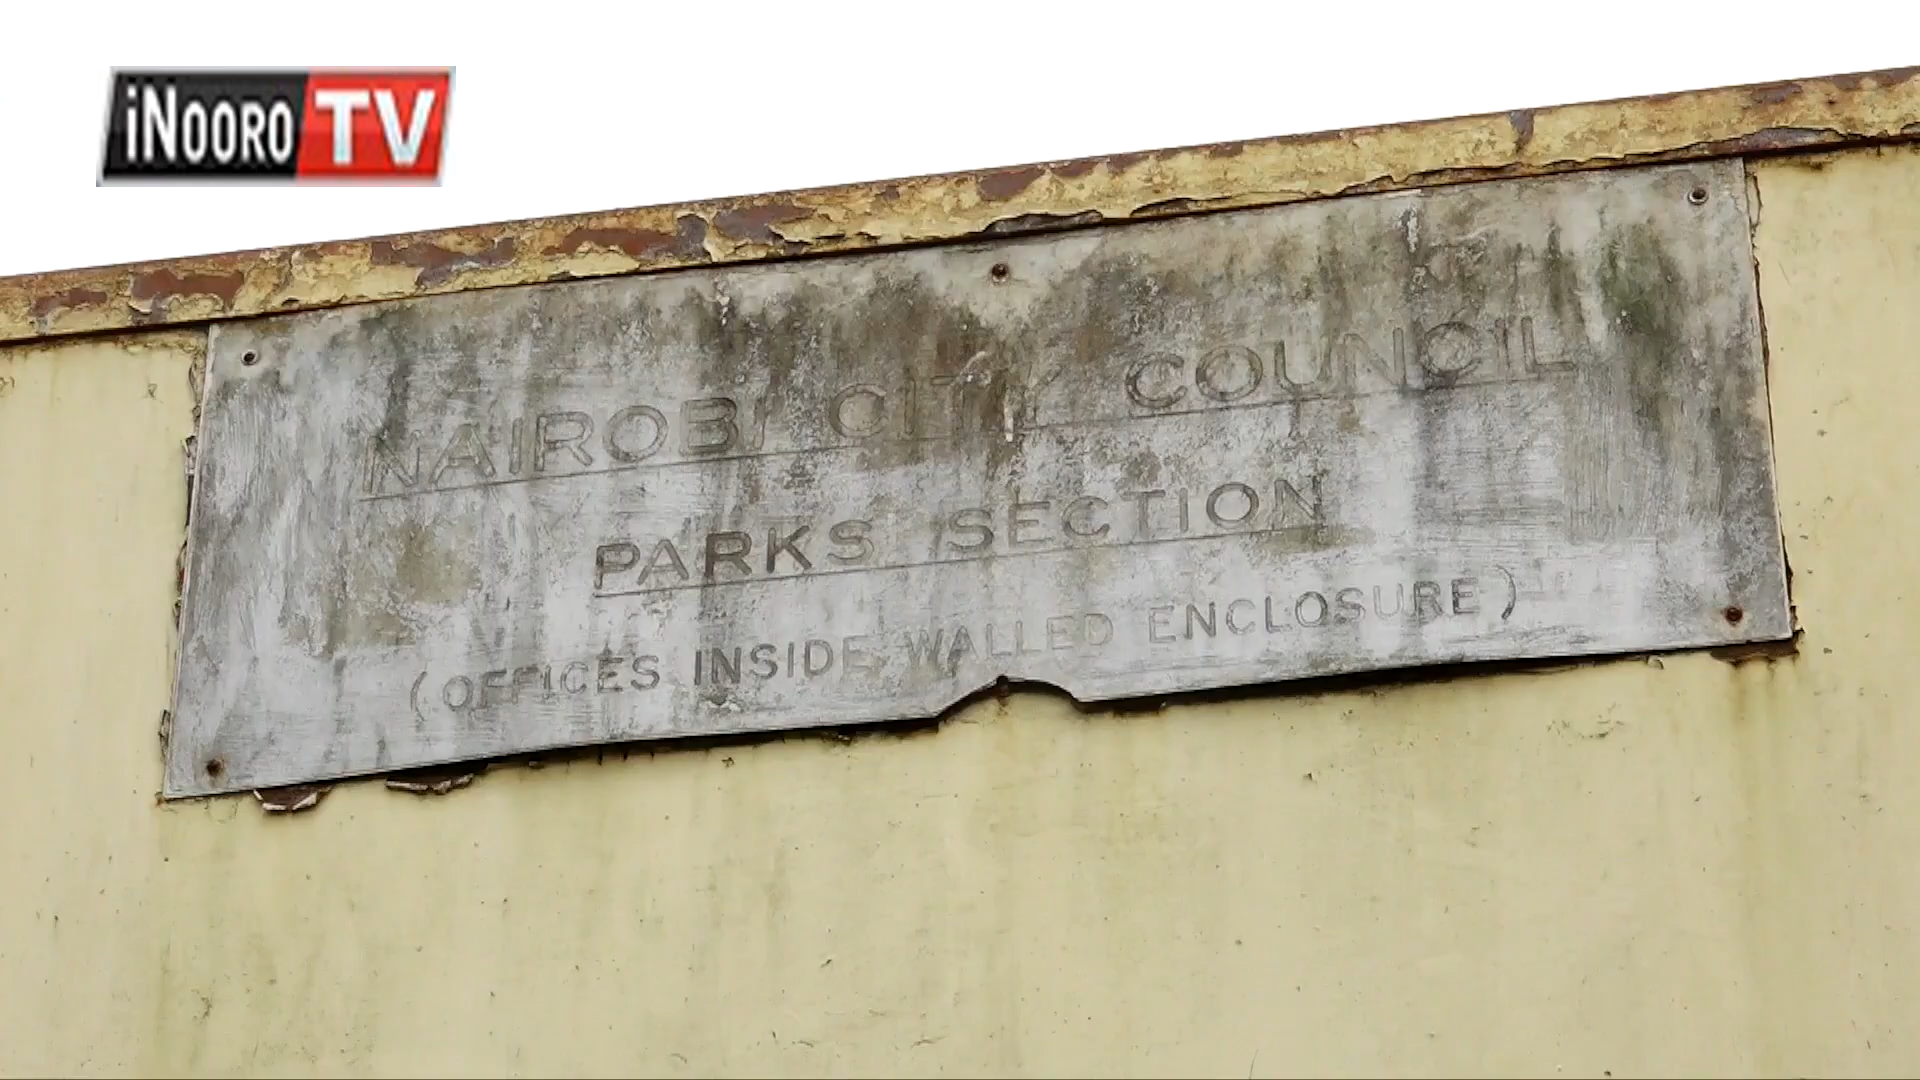 iNOORO TV
NAIROBI CITY COUNCIL
PARKS SECTION
(OFFICES INSIDE WALLED ENCLOSURE)